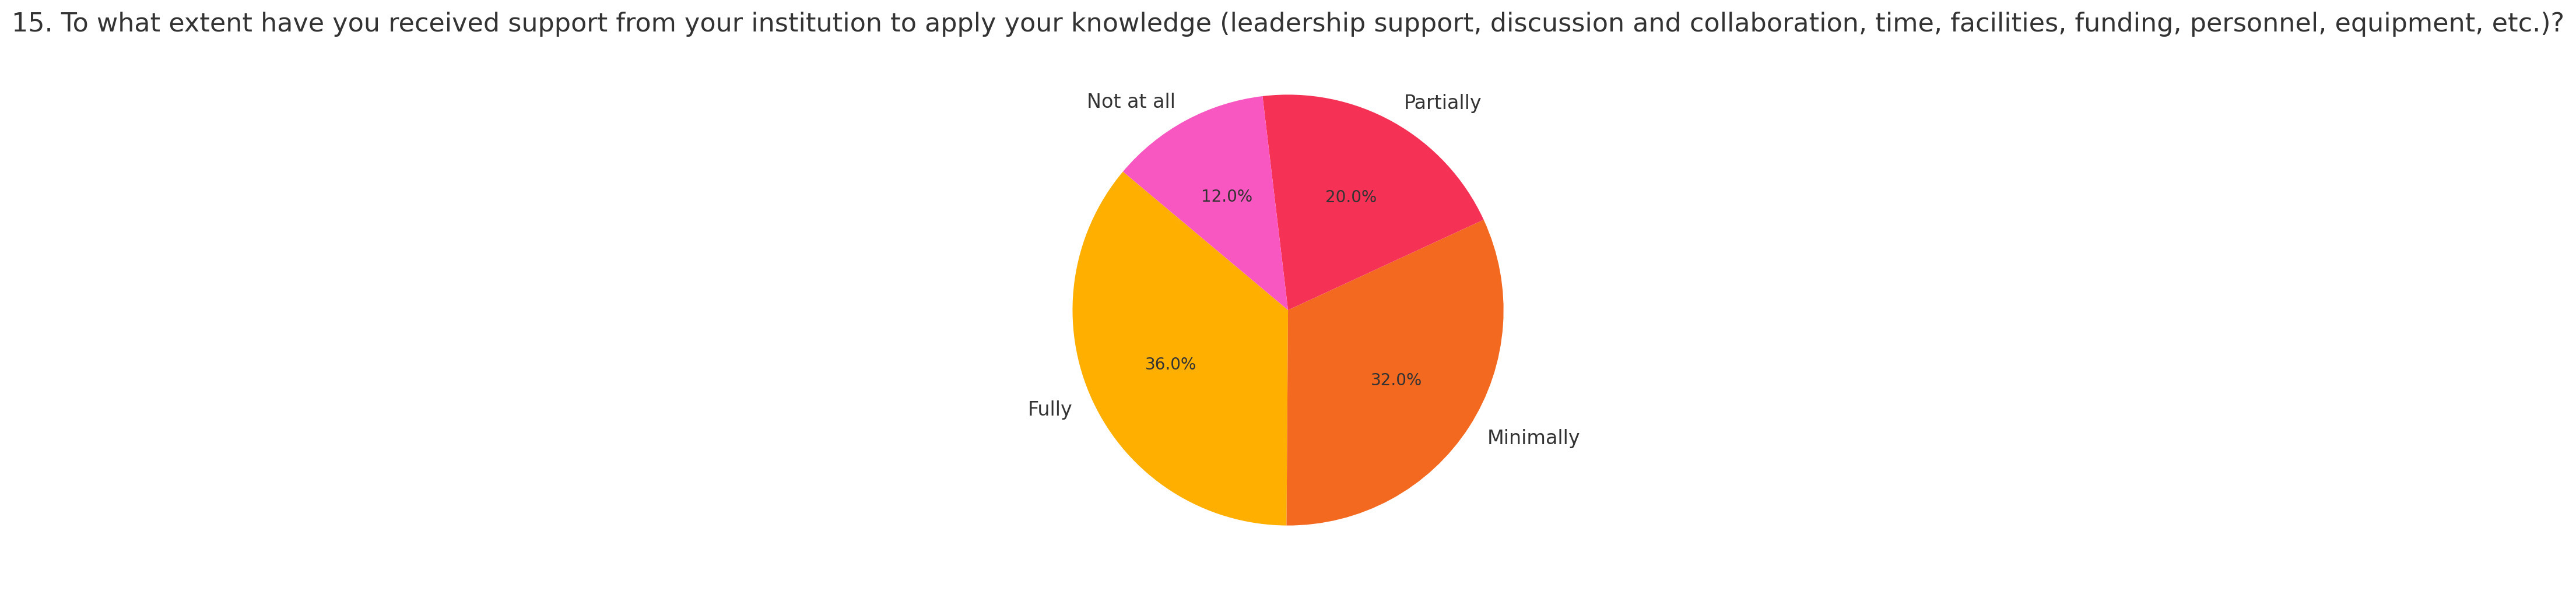 15. To what extent have you received support from your institution to apply your knowledge (leadership support, discussion and collaboration, time, facilities, funding, personnel, equipment, etc.)?
Not at all
Partially
12.0%
20.0%
36.0%
32.0%
Fully
Minimally